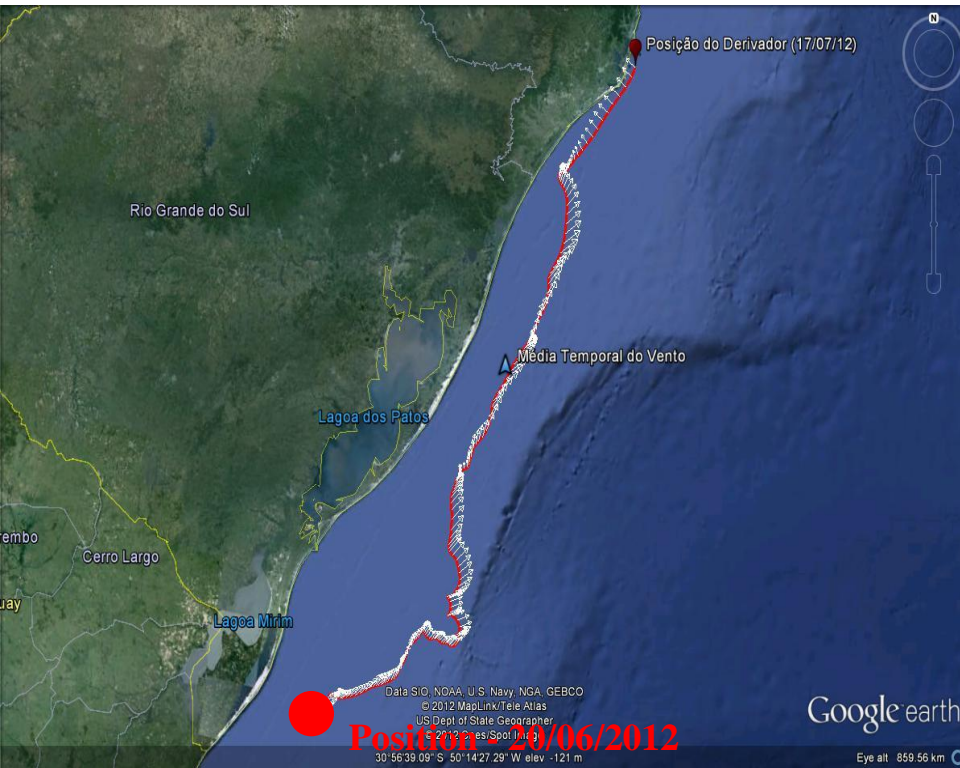 N
Posição do Derivador (17/07/12)
Rio Grande do Sul
Média Temporal do Vento
Lagoa dos Patos
rembo
Cerro Largo
uay
Lagoa Mirim
Data SIO, NOAA, U.S. Navy, NGA, GEBCO
© 2012 MapLink/Tele Atlas
US Dept of State Geographer
© 2012 Cnes/Spot Image
Google earth
Position - 20/06/2012
30°56'39.09" S 50°14'27.29" W elev -121 m
Eye alt 859.56 km